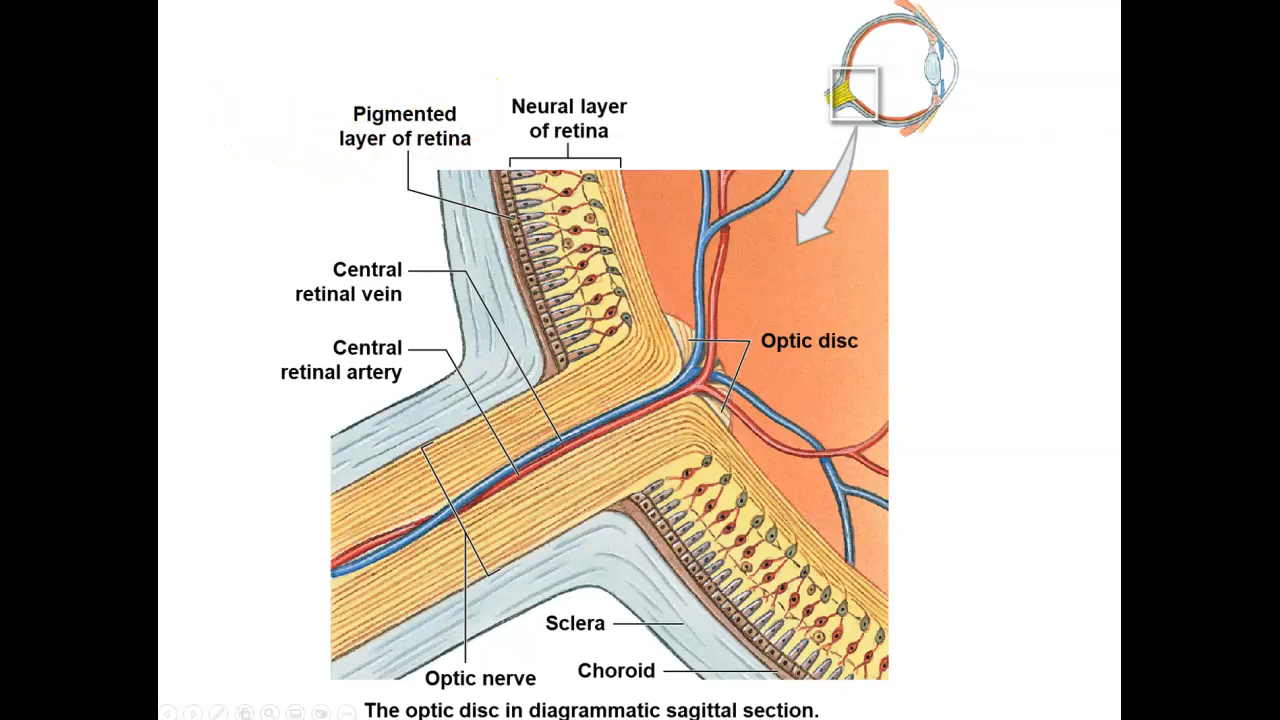 Pigmented
layer of retina
Neural layer
of retina
Central
retinal vein
Central
retinal artery
Optic disc
Sclera
Choroid
Optic nerve
The optic disc in diagrammatic sagittal section.